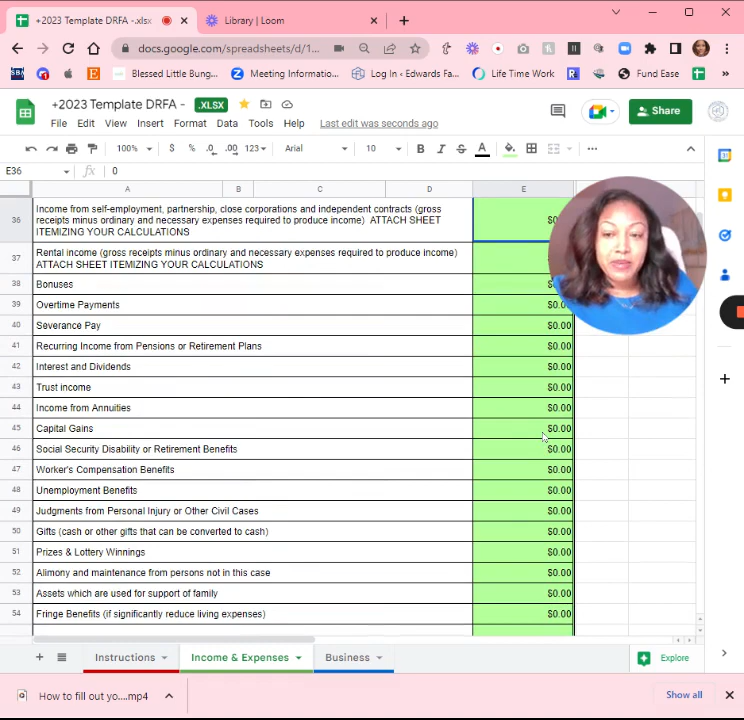 +2023 Template DRFA -.xlsx
Library | Loom
docs.google.com/spreadsheets/d/1...
SBA
Blessed Little Bung...
Meeting Informatio...
Log In ‹ Edwards Fa...
Life Time Work
Fund Ease
+2023 Template DRFA -
.XLSX
Share
File Edit View Insert Format Data Tools Help Last edit was seconds ago
100% $ % .0 .00 123 Arial 10 B I S A
E36 fx 0
A B C D E
36 Income from self-employment, partnership, close corporations and independent contracts (gross
receipts minus ordinary and necessary expenses required to produce income) ATTACH SHEET
ITEMIZING YOUR CALCULATIONS
37 Rental income (gross receipts minus ordinary and necessary expenses required to produce income)
ATTACH SHEET ITEMIZING YOUR CALCULATIONS
38 Bonuses
39 Overtime Payments
40 Severance Pay $0.00
41 Recurring Income from Pensions or Retirement Plans $0.00
42 Interest and Dividends $0.00
43 Trust income $0.00
44 Income from Annuities $0.00
45 Capital Gains $0.00
46 Social Security Disability or Retirement Benefits $0.00
47 Worker's Compensation Benefits $0.00
48 Unemployment Benefits $0.00
49 Judgments from Personal Injury or Other Civil Cases $0.00
50 Gifts (cash or other gifts that can be converted to cash) $0.00
51 Prizes & Lottery Winnings $0.00
52 Alimony and maintenance from persons not in this case $0.00
53 Assets which are used for support of family $0.00
54 Fringe Benefits (if significantly reduce living expenses) $0.00
Instructions Income & Expenses Business Explore
How to fill out yo....mp4 Show all